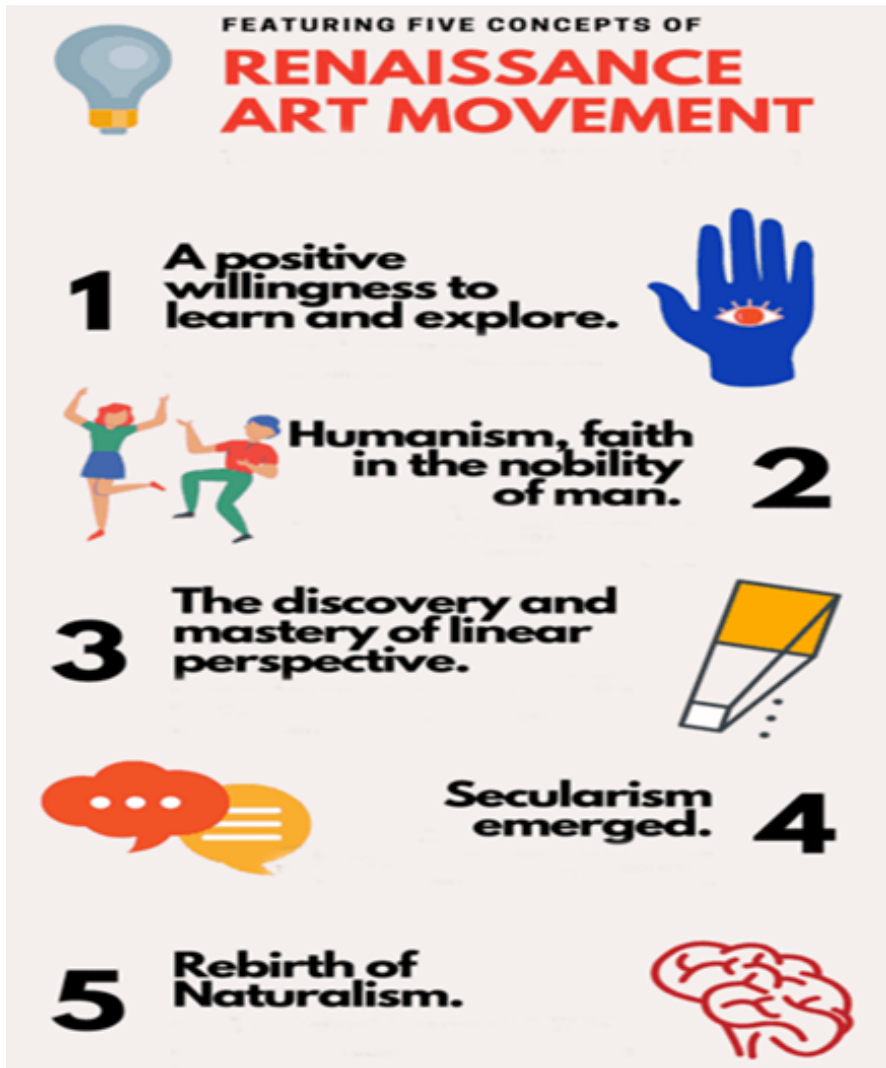 FEATURING FIVE CONCEPTS OF
RENAISSANCE
ART MOVEMENT
1
A positive
willingness to
learn and explore.
Humanism, faith
in the nobility
of man.
2
3
The discovery and
mastery of linear
perspective.
Secularism
emerged.
4
5
Rebirth of
Naturalism.